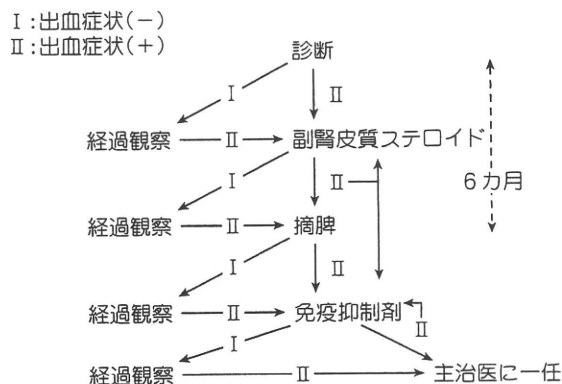 Ⅰ:出血症状(−)
Ⅱ:出血症状(+)
診断
Ⅰ
Ⅱ
経過観察
Ⅱ
副腎皮質ステロイド
Ⅰ
Ⅱ
6カ月
経過観察
Ⅱ
摘脾
Ⅰ
Ⅱ
経過観察
Ⅱ
免疫抑制剤
Ⅱ
Ⅰ
経過観察
Ⅱ
主治医に一任